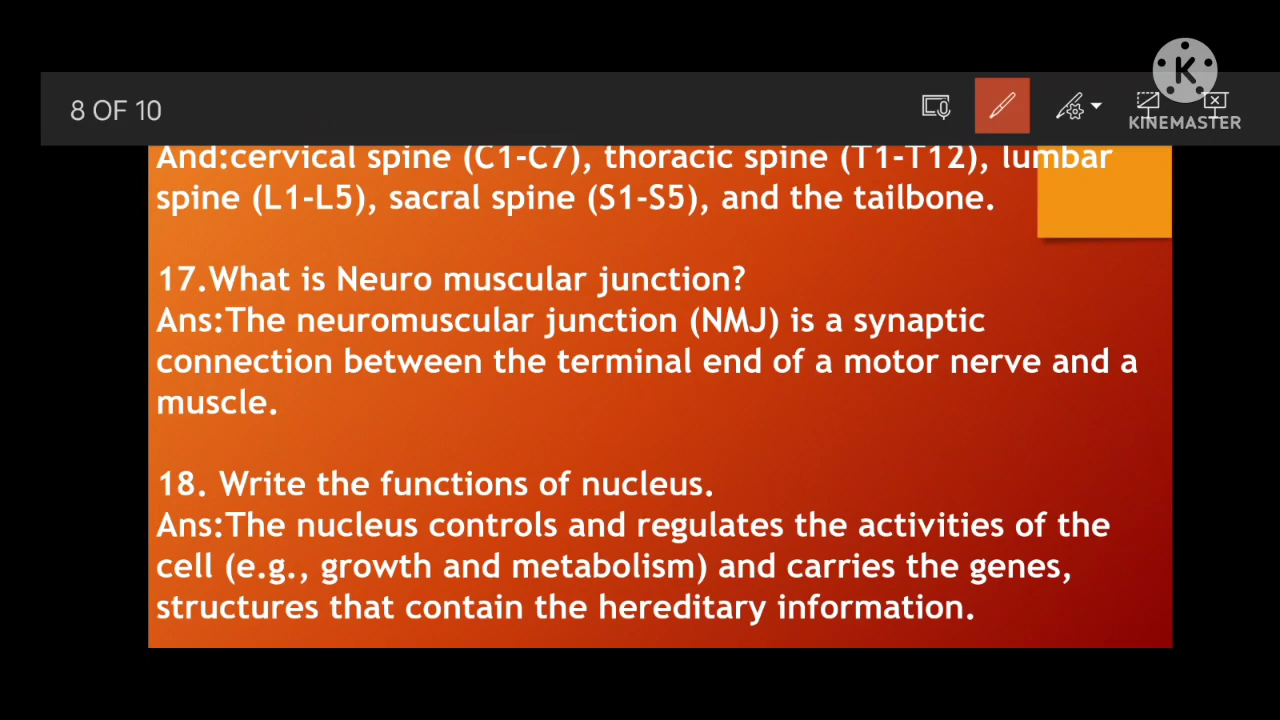 8 OF 10
K
KINEMASTER
And:cervical spine (C1-C7), thoracic spine (T1-T12), lumbar
spine (L1-L5), sacral spine (S1-S5), and the tailbone.
17.What is Neuro muscular junction?
Ans:The neuromuscular junction (NMJ) is a synaptic
connection between the terminal end of a motor nerve and a
muscle.
18. Write the functions of nucleus.
Ans:The nucleus controls and regulates the activities of the
cell (e.g., growth and metabolism) and carries the genes,
structures that contain the hereditary information.